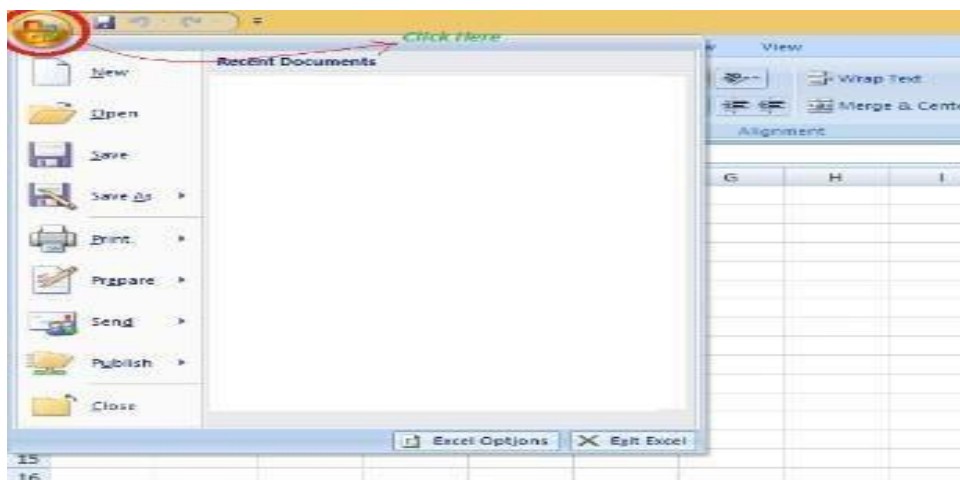 Click Here
View
Recent Documents
New
Open
Save
Save As
Print
Prepare
Send
Publish
Close
Excel Options
Exit Excel
Wrap Text
Merge & Cente
Alignment
G H I
15
16